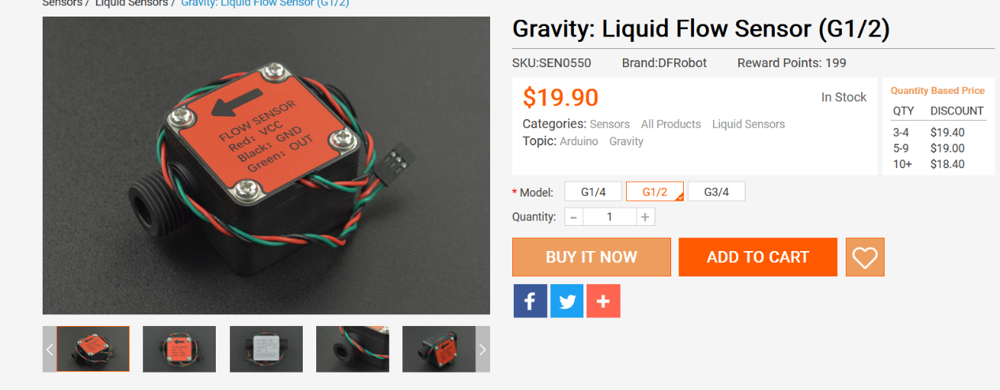 Sensors / Liquid Sensors / Gravity: Liquid Flow Sensor (G1/2)
FLOW SENSOR
Red: VCC
Black: GND
Green: OUT
Gravity: Liquid Flow Sensor (G1/2)
SKU:SEN0550 Brand:DFRobot Reward Points: 199
$19.90
In Stock
Categories: Sensors All Products Liquid Sensors
Topic: Arduino Gravity
Quantity Based Price
QTY DISCOUNT
3-4 $19.40
5-9 $19.00
10+ $18.40
* Model: G1/4 G1/2 G3/4
Quantity: − 1 +
BUY IT NOW ADD TO CART